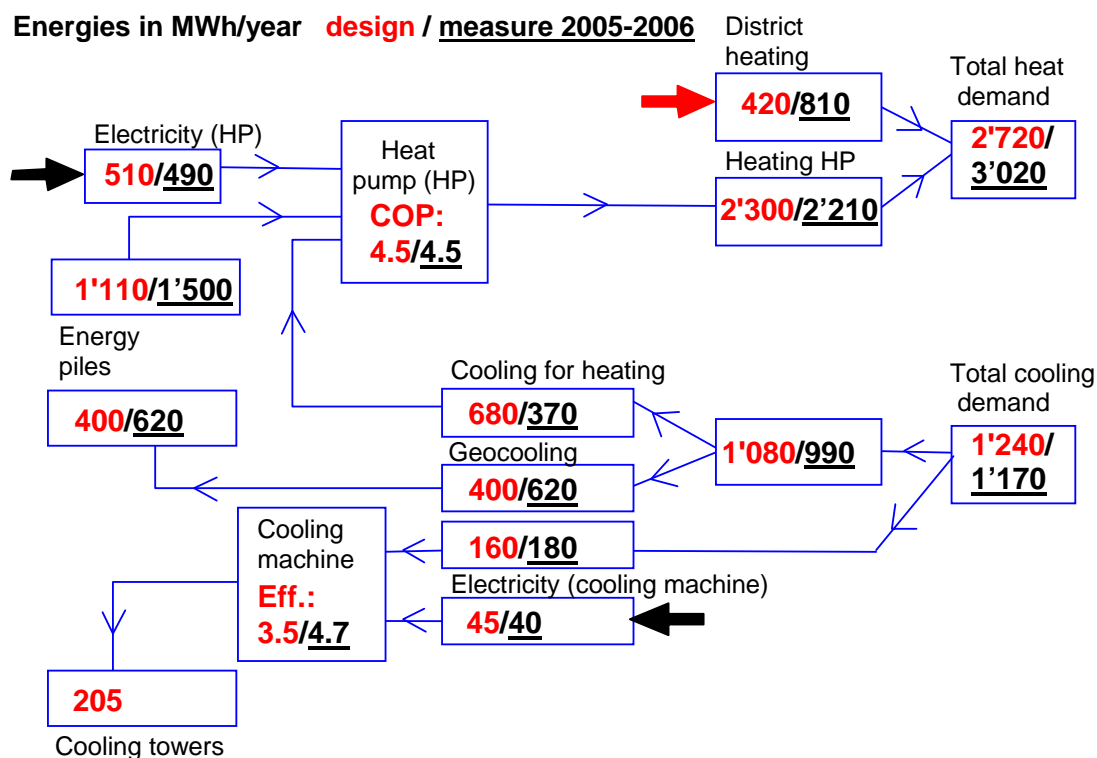 Energies in MWh/year design / measure 2005-2006
District
heating
420/810
Total heat
demand
2'720/
3’020
Electricity (HP)
510/490
Heat
pump (HP)
COP:
4.5/4.5
Heating HP
2'300/2’210
1'110/1’500
Energy
piles
400/620
Cooling for heating
680/370
Geocooling
400/620
1'080/990
Total cooling
demand
1'240/
1’170
Cooling
machine
Eff.:
3.5/4.7
160/180
Electricity (cooling machine)
45/40
205
Cooling towers